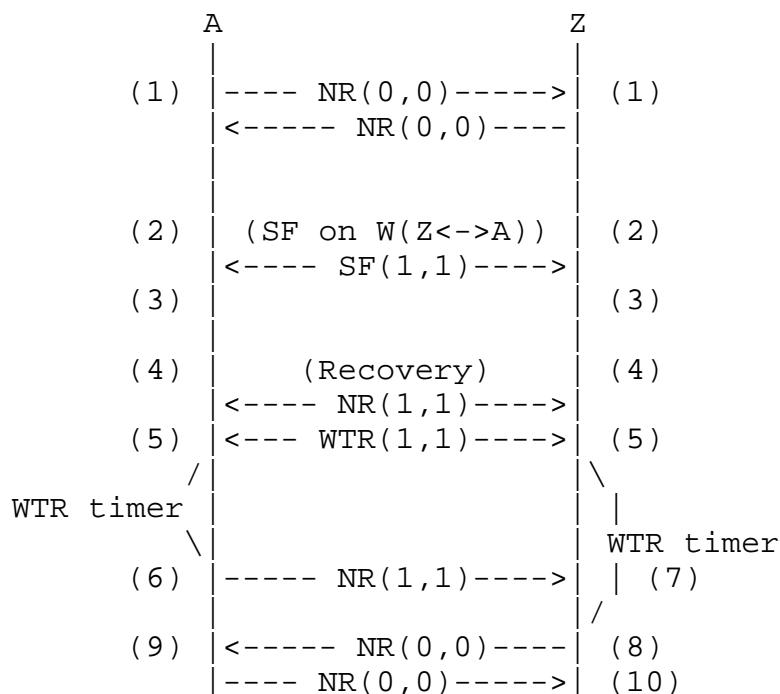 A                     Z
|                     |
(1) |---- NR(0,0)----->| (1)
|<----- NR(0,0)----|
|                     |
|                     |
(2) | (SF on W(Z<->A)) | (2)
|<---- SF(1,1)---->|
(3) |                  | (3)
|                     |
(4) | (Recovery) | (4)
|<---- NR(1,1)---->|
(5) |<--- WTR(1,1)---->| (5)
/|                  |\
WTR timer |                  | |
\|                  | WTR timer
(6) |----- NR(1,1)---->| | (7)
|                  |/
(9) |<----- NR(0,0)----| (8)
|---- NR(0,0)----->| (10)